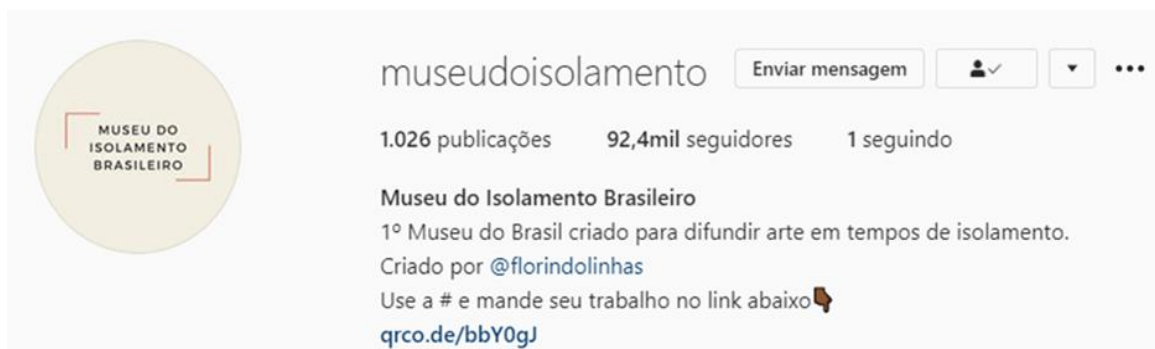 MUSEU DO
ISOLAMENTO
BRASILEIRO
museudoisolamento Enviar mensagem
1.026 publicações 92,4mil seguidores 1 seguindo
Museu do Isolamento Brasileiro
1º Museu do Brasil criado para difundir arte em tempos de isolamento.
Criado por @florindolinhas
Use a # e mande seu trabalho no link abaixo👇🏿
qrco.de/bbY0gJ